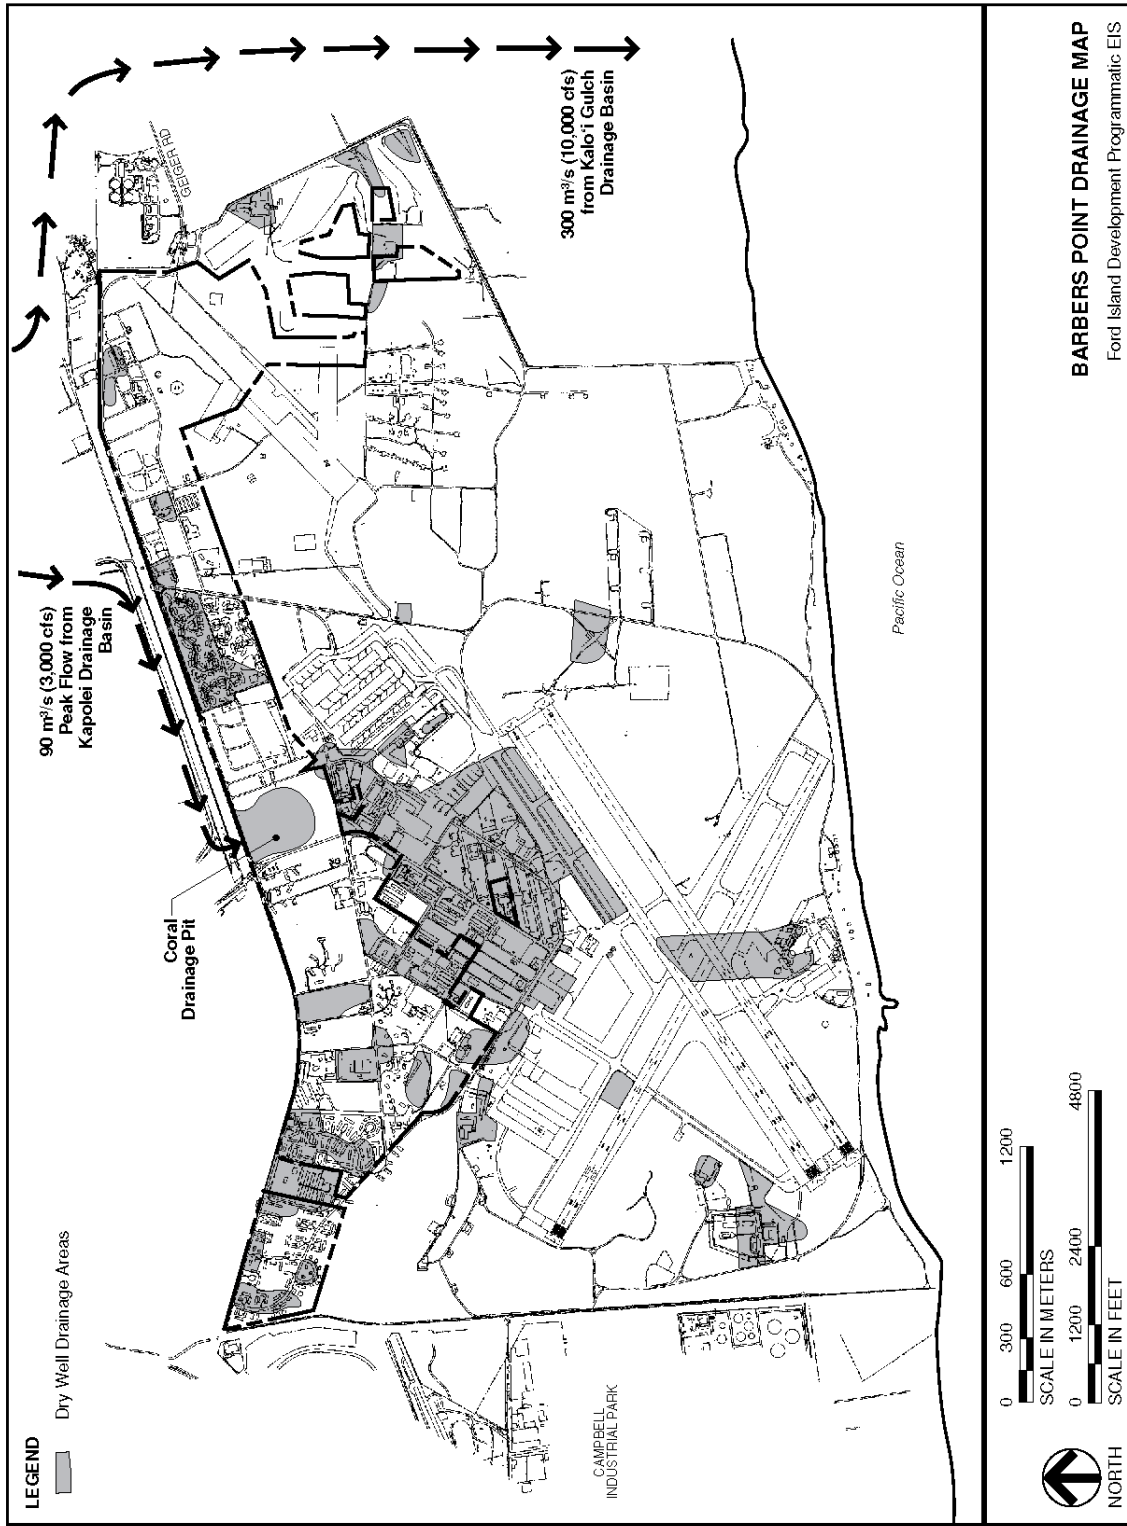 LEGEND
Dry Well Drainage Areas
90 m³/s (3,000 cfs)
Peak Flow from
Kapolei Drainage
Basin
Coral
Drainage Pit
GEIGER RD
300 m³/s (10,000 cfs)
from Kalo‘i Gulch
Drainage Basin
CAMPBELL
INDUSTRIAL PARK
Pacific Ocean
NORTH
0 300 600 1200
SCALE IN METERS
0 1200 2400 4800
SCALE IN FEET
BARBERS POINT DRAINAGE MAP
Ford Island Development Programmatic EIS